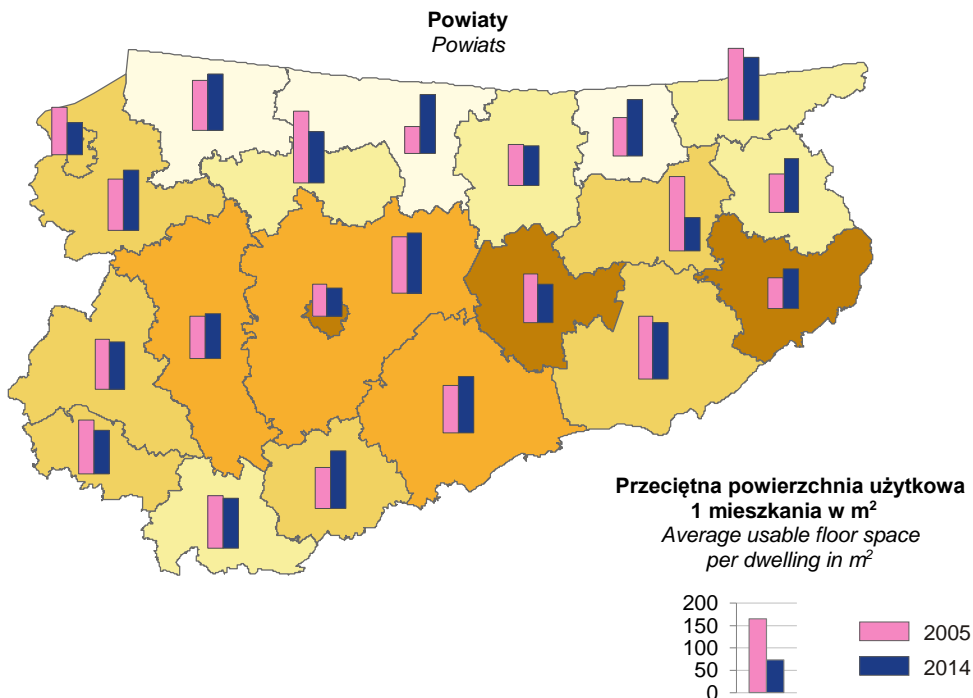 Powiaty
Powiats
Przeciętna powierzchnia użytkowa
1 mieszkania w m²
Average usable floor space
per dwelling in m²
200
150
100
50
0
2005
2014